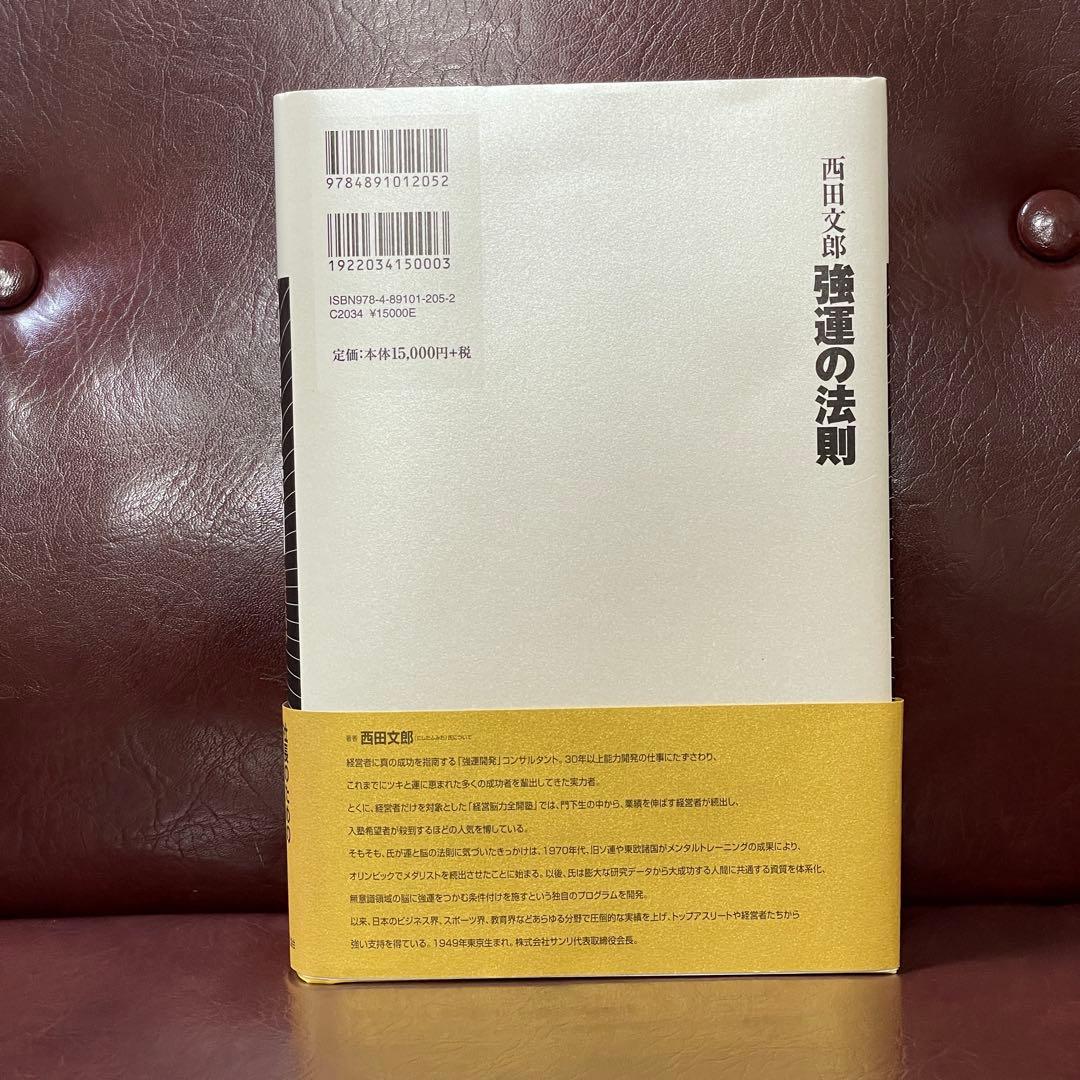 9784891012052
1922034150003
ISBN978-4-89101-205-2
C2034 ¥15000E
定価:本体15,000円+税
西田文郎 強運の法則
著者 西田文郎(にしだふみお)氏について
経営者に真の成功を指南する「強運開発」コンサルタント。30年以上能力開発の仕事にたずさわり、
これまでにツキと運に恵まれた多くの成功者を輩出してきた実力者。
とくに、経営者だけを対象とした「経営脳力全開塾」では、門下生の中から、業績を伸ばす経営者が続出し、
入塾希望者が殺到するほどの人気を博している。
そもそも、氏が運と脳の法則に気づいたきっかけは、1970年代、旧ソ連や東欧諸国がメンタルトレーニングの成果により、
オリンピックでメダリストを続出させたことに始まる。以後、氏は膨大な研究データから大成功する人間に共通する資質を体系化、
無意識領域の脳に強運をつかむ条件付けを施すという独自のプログラムを開発。
以来、日本のビジネス界、スポーツ界、教育界などあらゆる分野で圧倒的な実績を上げ、トップアスリートや経営者たちから
強い支持を得ている。1949年東京生まれ。株式会社サンリ代表取締役会長。